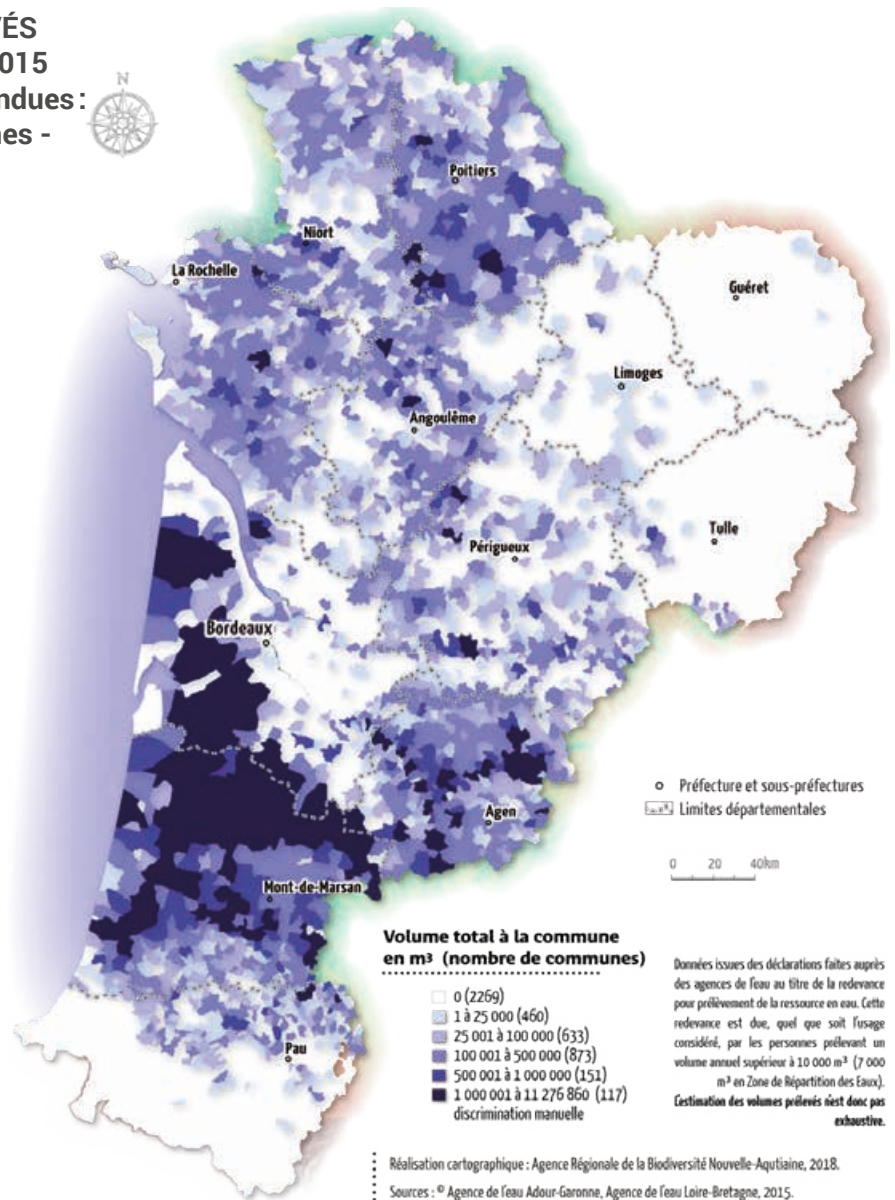 VÉS
015
ndues :
nes -
N
Poitiers
Niort
La Rochelle
Guéret
Limoges
Angoulême
Tulle
Périgueux
Bordeaux
Préfecture et sous-préfectures
Limites départementales
Agen
0 20 40km
Mont-de-Marsan
Volume total à la commune
en m³ (nombre de communes)
0 (2269)
1 à 25 000 (460)
25 001 à 100 000 (633)
100 001 à 500 000 (873)
500 001 à 1 000 000 (151)
1 000 001 à 11 276 860 (117)
discrimination manuelle
Pau
Données issues des déclarations faites auprès
des agences de l'eau au titre de la redevance
pour prélèvement de la ressource en eau. Cette
redevance est due, quel que soit l'usage
considéré, par les personnes prélevant un
volume annuel supérieur à 10 000 m³ (7 000
m³ en Zone de Répartition des Eaux).
L'estimation des volumes prélevés n'est donc pas
exhaustive.
Réalisation cartographique : Agence Régionale de la Biodiversité Nouvelle-Aqutiaine, 2018.
Sources : © Agence de l'eau Adour-Garonne, Agence de l'eau Loire-Bretagne, 2015.